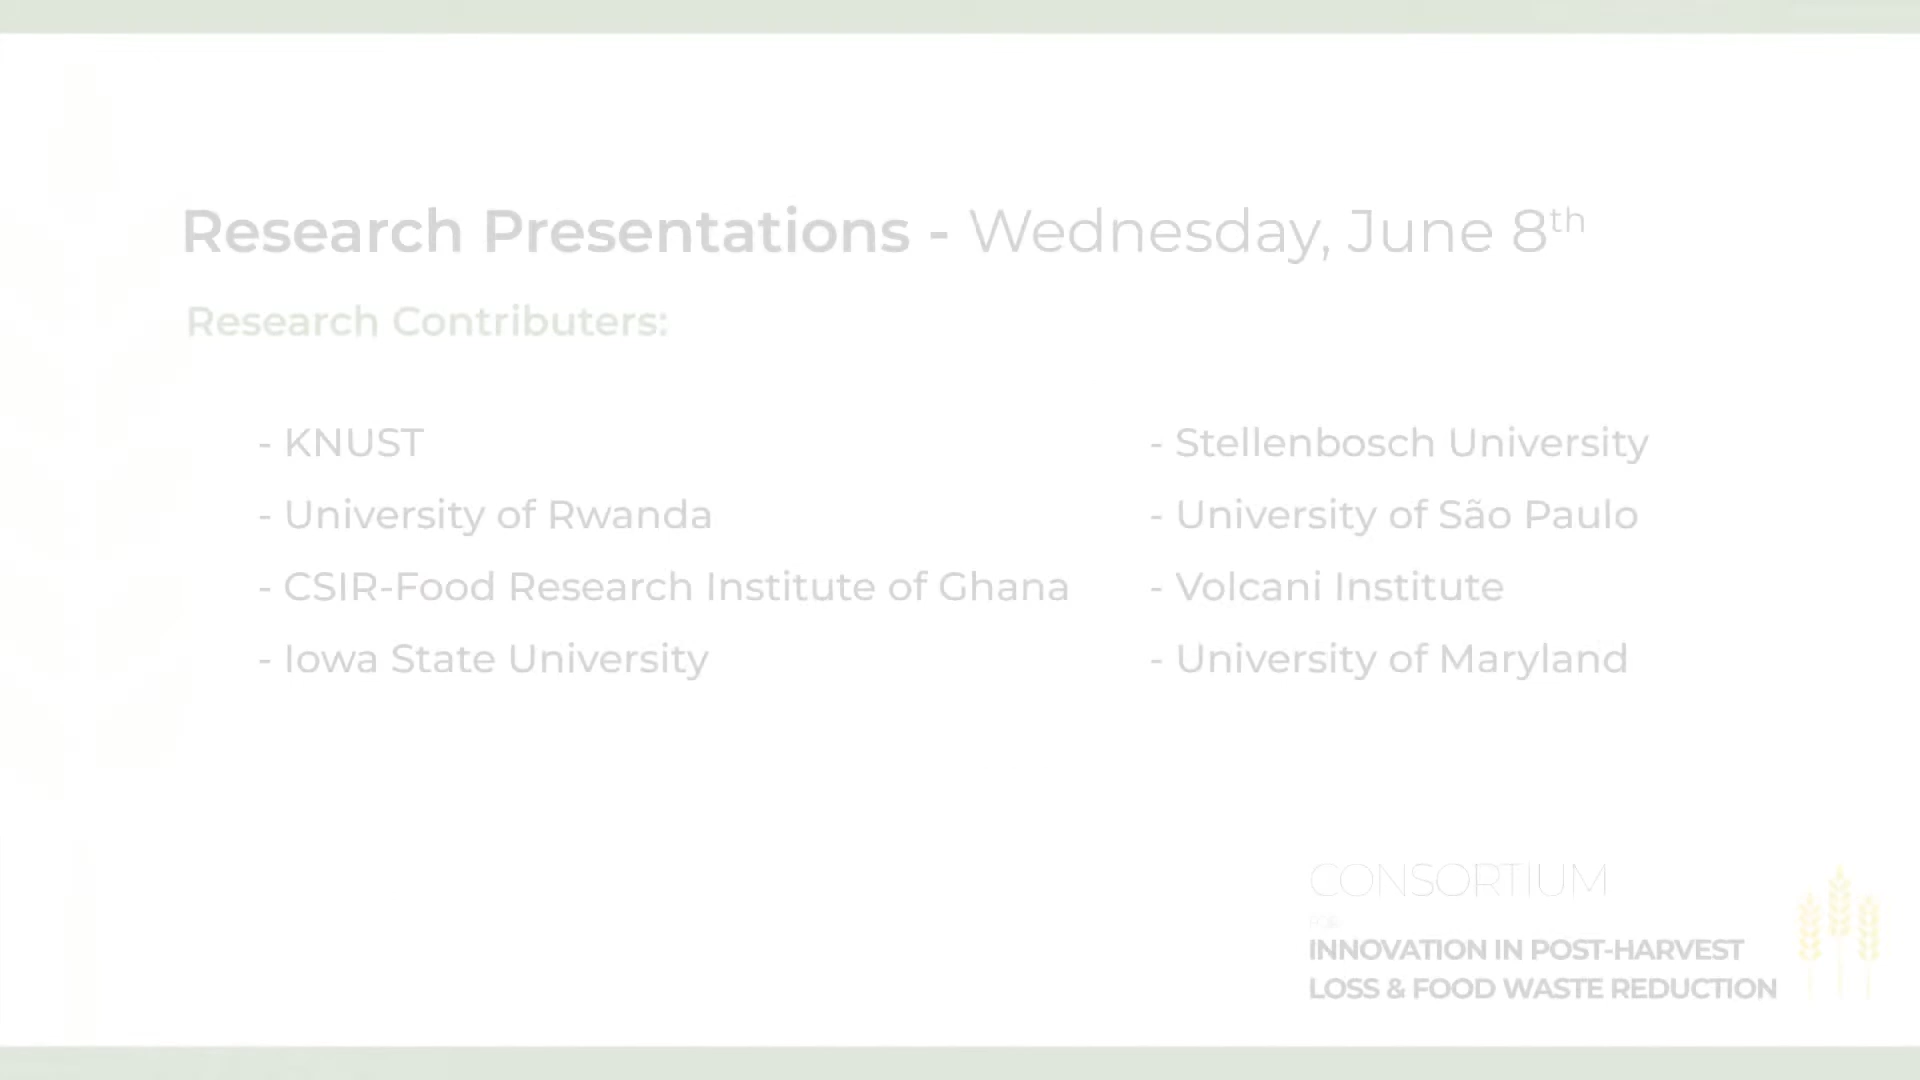 Research Presentations - Wednesday, June 8th
Research Contributers:
- KNUST
- University of Rwanda
- CSIR-Food Research Institute of Ghana
- Iowa State University
- Stellenbosch University
- University of São Paulo
- Volcani Institute
- University of Maryland
CONSORTIUM
FOR
INNOVATION IN POST-HARVEST
LOSS & FOOD WASTE REDUCTION